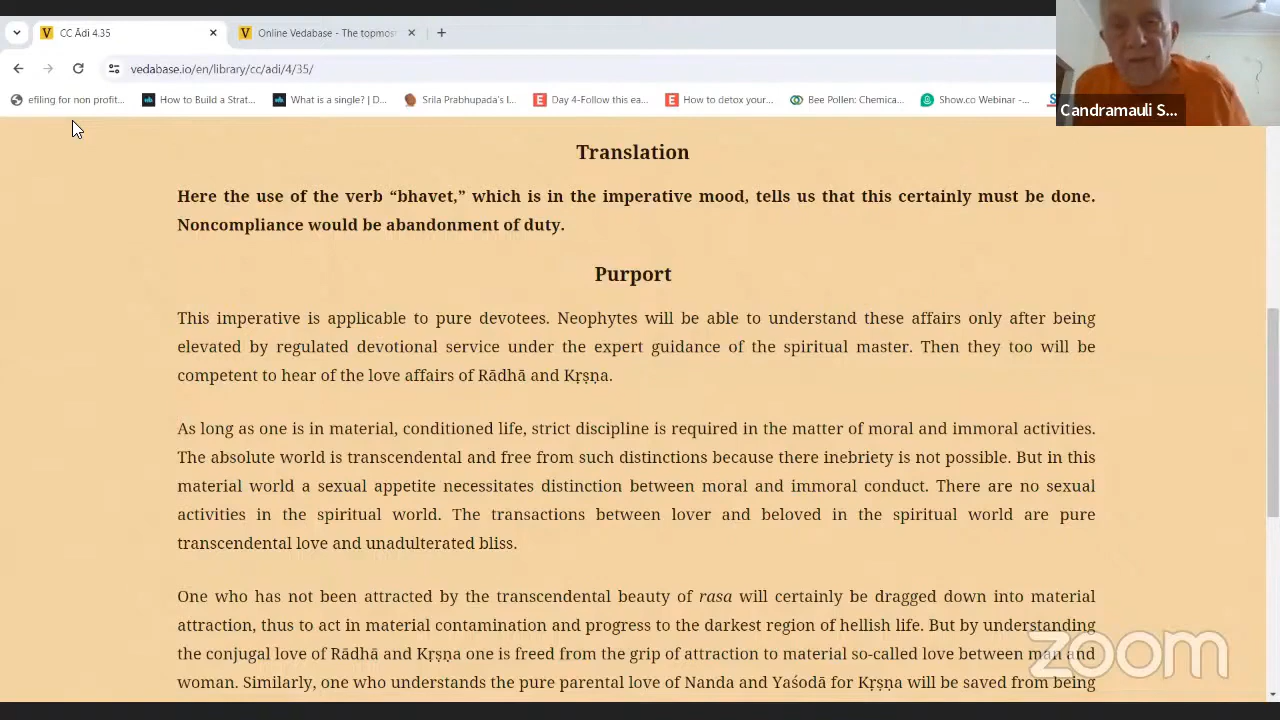 CC Ādi 4.35
Online Vedabase - The topmos
vedabase.io/en/library/cc/adi/4/35/
efiling for non profit...
How to Build a Strat...
What is a singl? | D...
Srila Prabhupada's l...
Day 4-Follow this ea...
How to detox your...
Bee Pollen: Chemica...
Show.co Webinar -...
Candramauli S...
Translation
Here the use of the verb “bhavet,” which is in the imperative mood, tells us that this certainly must be done.
Noncompliance would be abandonment of duty.
Purport
This imperative is applicable to pure devotees. Neophytes will be able to understand these affairs only after being
elevated by regulated devotional service under the expert guidance of the spiritual master. Then they too will be
competent to hear of the love affairs of Rādhā and Kṛṣṇa.
As long as one is in material, conditioned life, strict discipline is required in the matter of moral and immoral activities.
The absolute world is transcendental and free from such distinctions because there inebriety is not possible. But in this
material world a sexual appetite necessitates distinction between moral and immoral conduct. There are no sexual
activities in the spiritual world. The transactions between lover and beloved in the spiritual world are pure
transcendental love and unadulterated bliss.
One who has not been attracted by the transcendental beauty of rasa will certainly be dragged down into material
attraction, thus to act in material contamination and progress to the darkest region of hellish life. But by understanding
the conjugal love of Rādhā and Kṛṣṇa one is freed from the grip of attraction to material so-called love between man and
woman. Similarly, one who understands the pure parental love of Nanda and Yaśodā for Kṛṣṇa will be saved from being
zoom